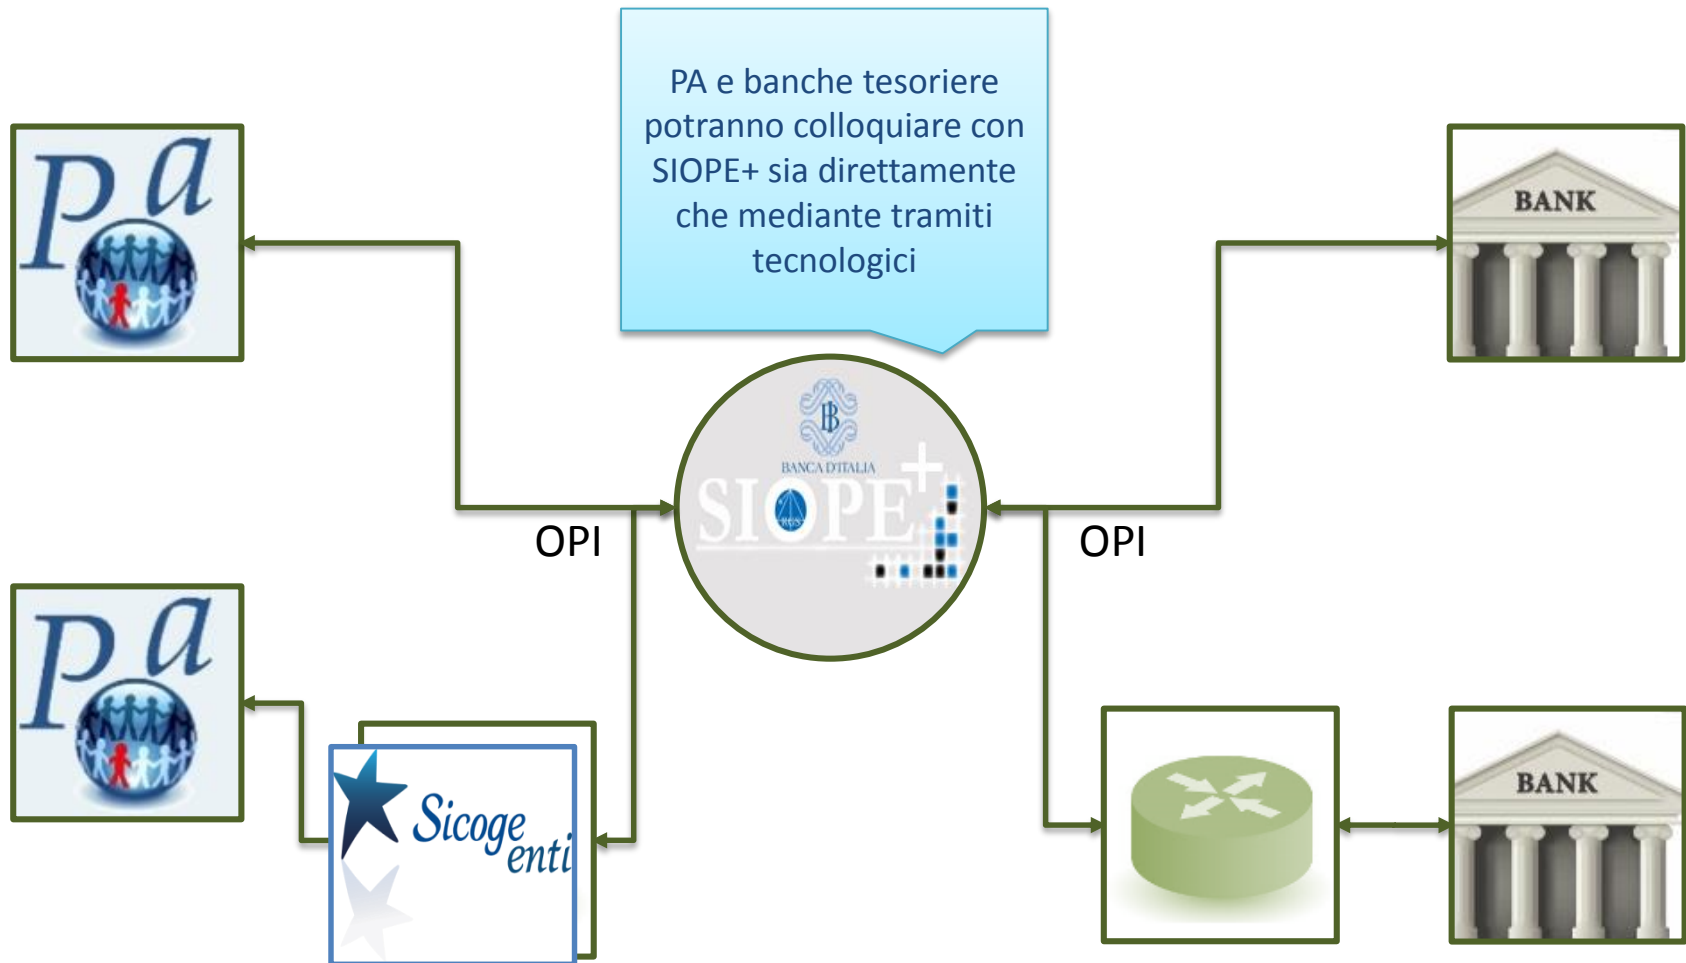 PA e banche tesoriere
potranno colloquiare con
SIOPE+ sia direttamente
che mediante tramiti
tecnologici
Pa
BANK
BANCA D'ITALIA
SIOPE+
RGS
OPI
OPI
Pa
Sicoge
enti
BANK